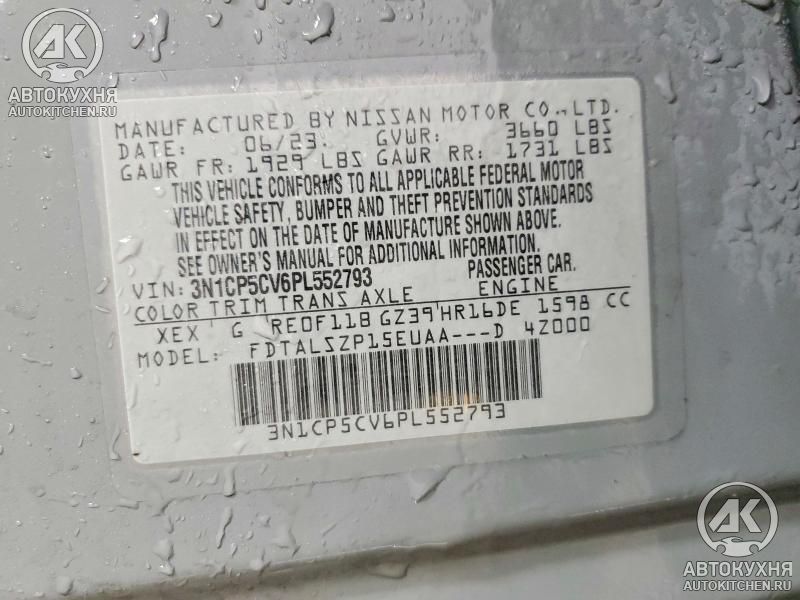 AK
АВТОКУХНЯ
AUTOKITCHEN.RU
MANUFACTURED BY NISSAN MOTOR CO.,LTD.
DATE: 06/23. GVWR: 3660 LBS
GAWR FR: 1929 LBS GAWR RR: 1731 LBS
THIS VEHICLE CONFORMS TO ALL APPLICABLE FEDERAL MOTOR
VEHICLE SAFETY, BUMPER AND THEFT PREVENTION STANDARDS
IN EFFECT ON THE DATE OF MANUFACTURE SHOWN ABOVE.
SEE OWNER'S MANUAL FOR ADDITIONAL INFORMATION.
VIN: 3N1CP5CV6PL552793 PASSENGER CAR.
COLOR TRIM TRANS AXLE ENGINE
XEX G RE0F11B GZ39 HR16DE 1598 CC
MODEL: FDTALSZP15EUAA---D 4Z000
3N1CP5CV6PL552793
AK
АВТОКУХНЯ
AUTOKITCHEN.RU